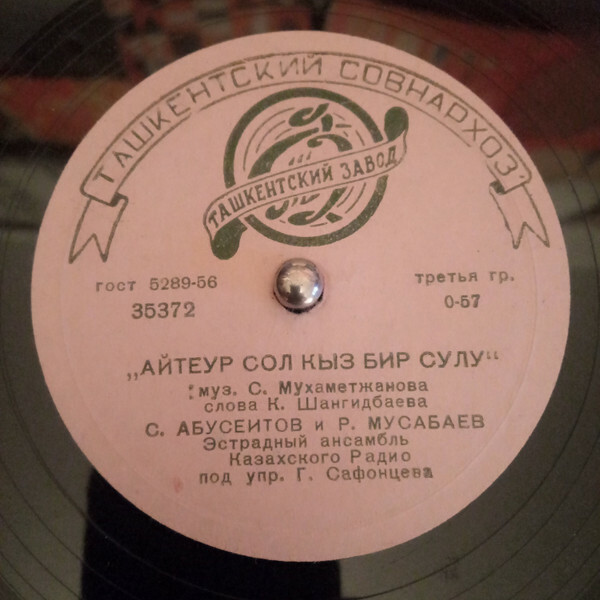 ТАШКЕНТСКИЙ СОВНАРХОЗ
ТАШКЕНТСКИЙ ЗАВОД
гост 5289-56
третья гр.
35372
0-57
„АЙТЕУР СОЛ КЫЗ БИР СУЛУ“
муз. С. Мухаметжанова
слова К. Шангидбаева
С. АБУСЕИТОВ и Р. МУСАБАЕВ
Эстрадный ансамбль
Казахского Радио
под упр. Г. Сафонцева